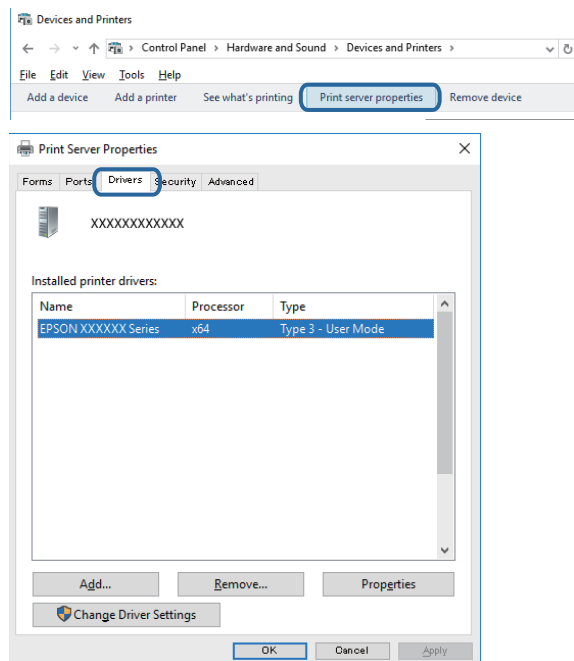 Devices and Printers
Control Panel > Hardware and Sound > Devices and Printers >
File Edit View Tools Help
Add a device Add a printer See what's printing Print server properties Remove device
Print Server Properties
Forms Ports Drivers Security Advanced
XXXXXXXXXXXX
Installed printer drivers:
Name Processor Type
EPSON XXXXXX Series x64 Type 3 - User Mode
Add... Remove... Properties
Change Driver Settings
OK Cancel Apply